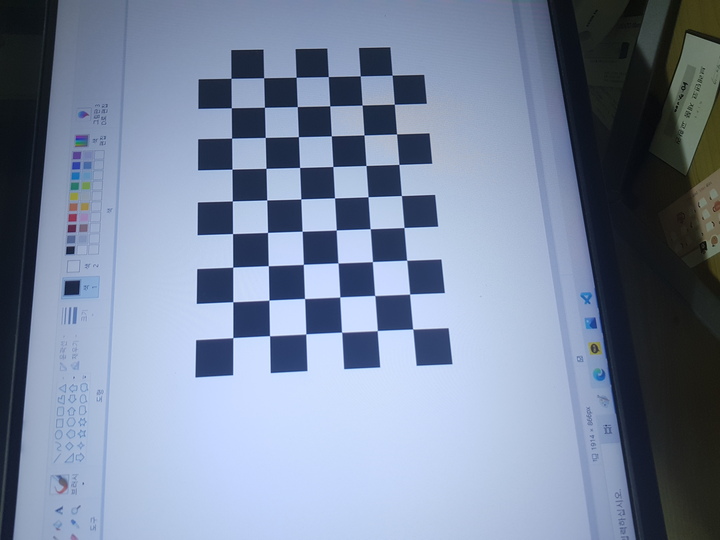 브러시
윤곽선
채우기
크기
색
1
색
2
색
편집
그림판 3
D로 편집
도구
도형
색
1914 × 866px
입력하십시오.